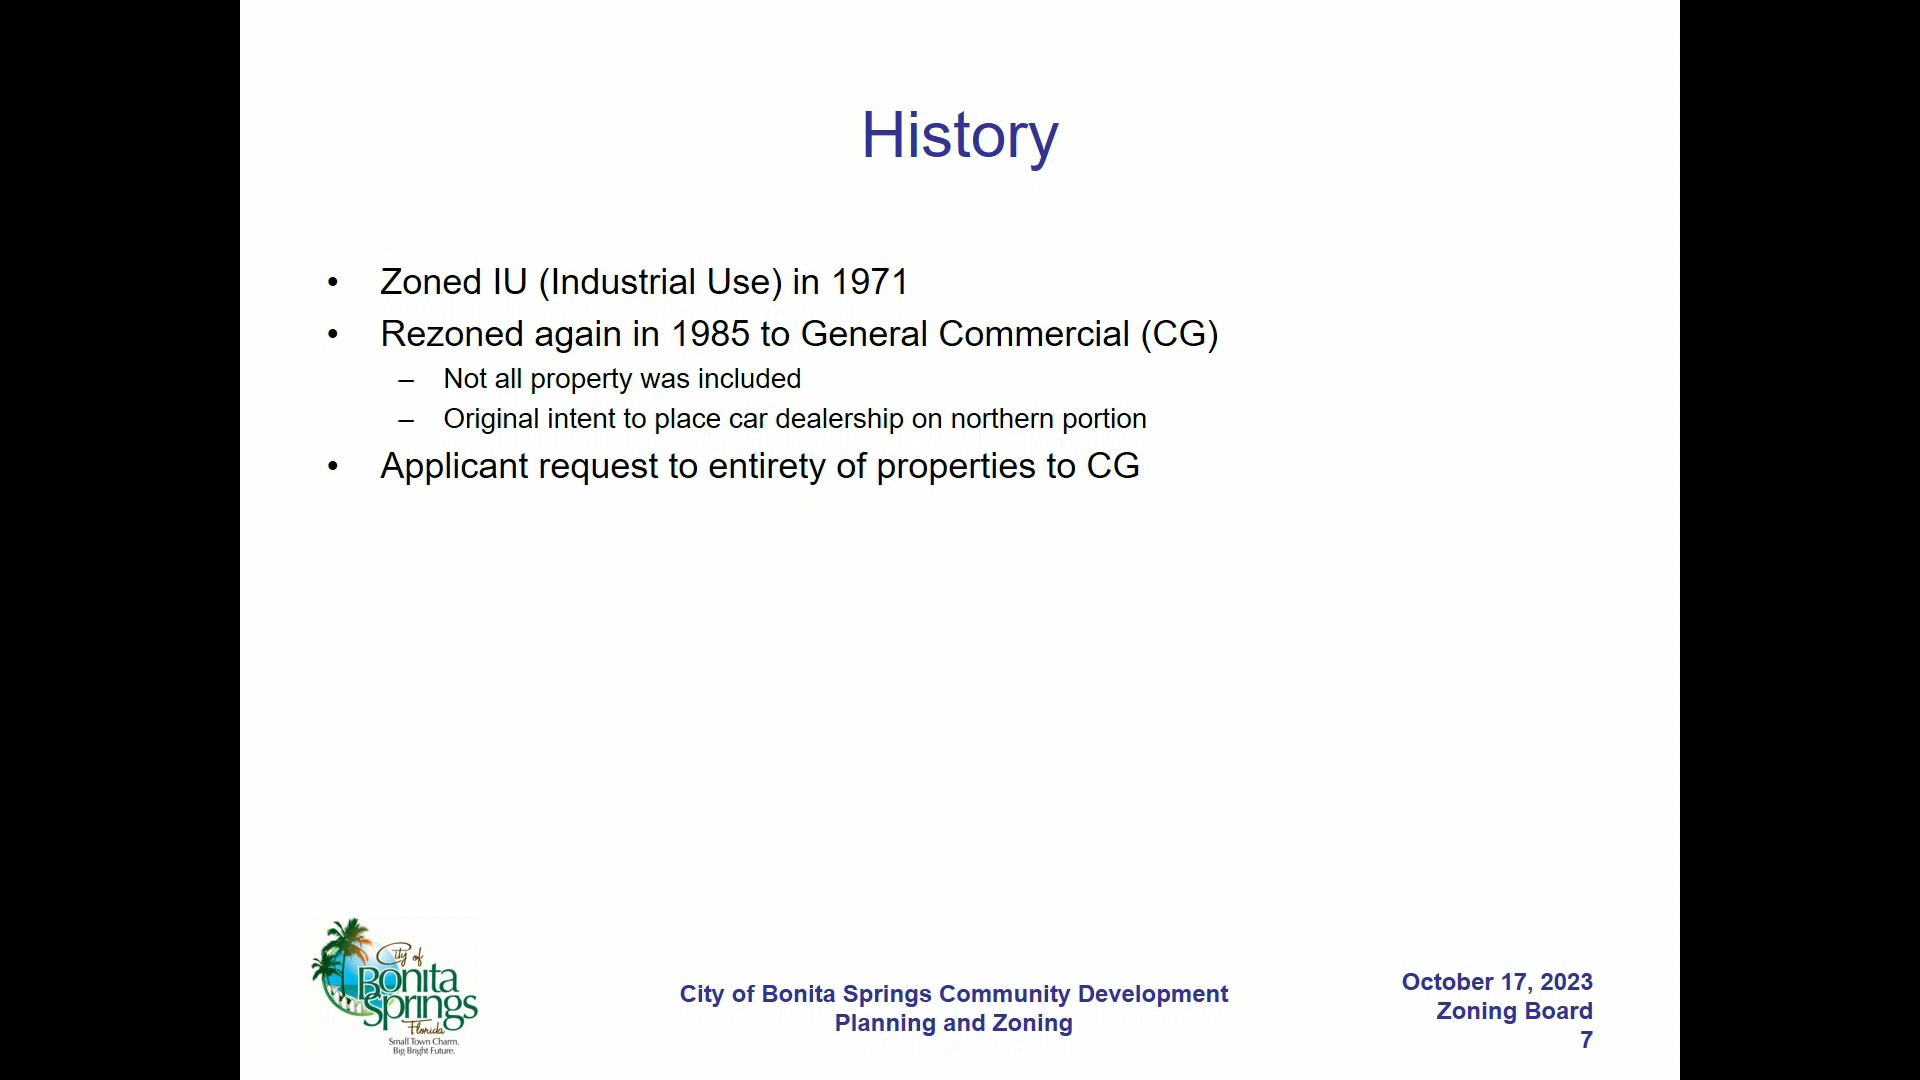 History
• Zoned IU (Industrial Use) in 1971
• Rezoned again in 1985 to General Commercial (CG)
– Not all property was included
– Original intent to place car dealership on northern portion
• Applicant request to entirety of properties to CG
City of
Bonita
Springs
Florida
Small Town Charm.
Big Bright Future.
City of Bonita Springs Community Development
Planning and Zoning
October 17, 2023
Zoning Board
7